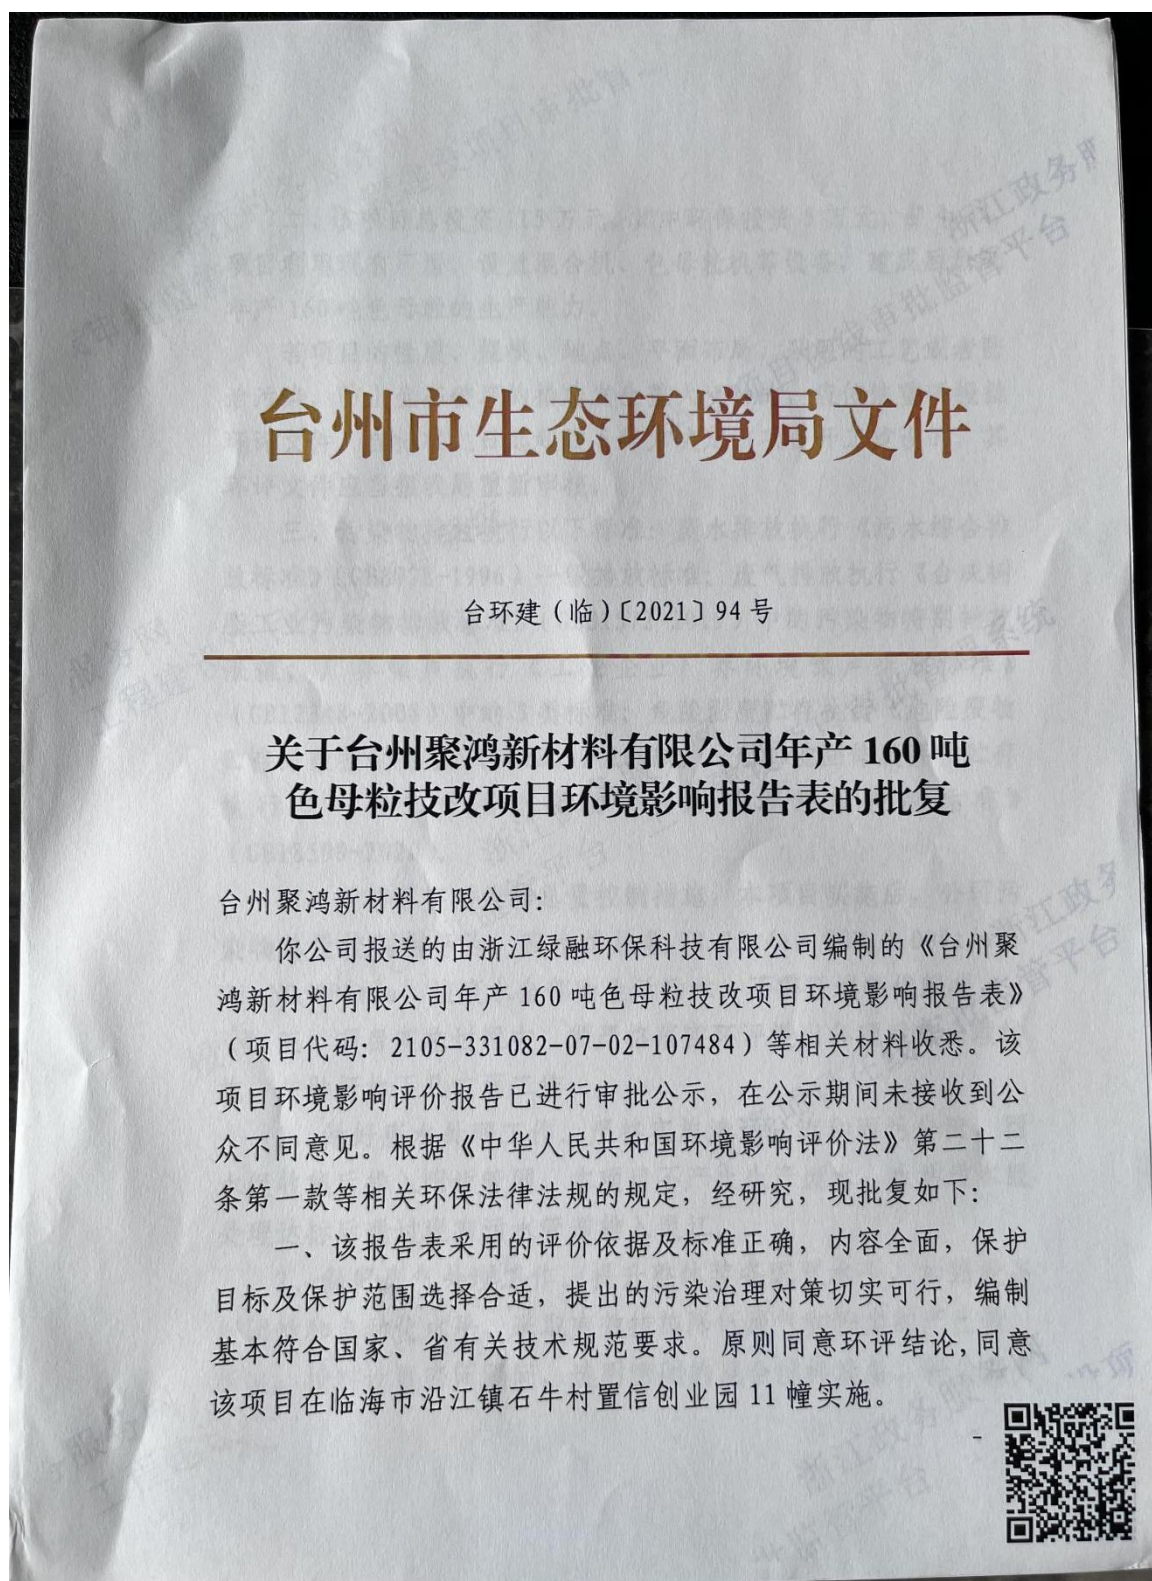 台州市生态环境局文件
台环建（临）〔2021〕94号
关于台州聚鸿新材料有限公司年产160吨
色母粒技改项目环境影响报告表的批复
台州聚鸿新材料有限公司：
你公司报送的由浙江绿融环保科技有限公司编制的《台州聚
鸿新材料有限公司年产160吨色母粒技改项目环境影响报告表》
（项目代码：2105-331082-07-02-107484）等相关材料收悉。该
项目环境影响评价报告已进行审批公示，在公示期间未接收到公
众不同意见。根据《中华人民共和国环境影响评价法》第二十二
条第一款等相关环保法律法规的规定，经研究，现批复如下：
一、该报告表采用的评价依据及标准正确，内容全面，保护
目标及保护范围选择合适，提出的污染治理对策切实可行，编制
基本符合国家、省有关技术规范要求。原则同意环评结论,同意
该项目在临海市沿江镇石牛村置信创业园11幢实施。